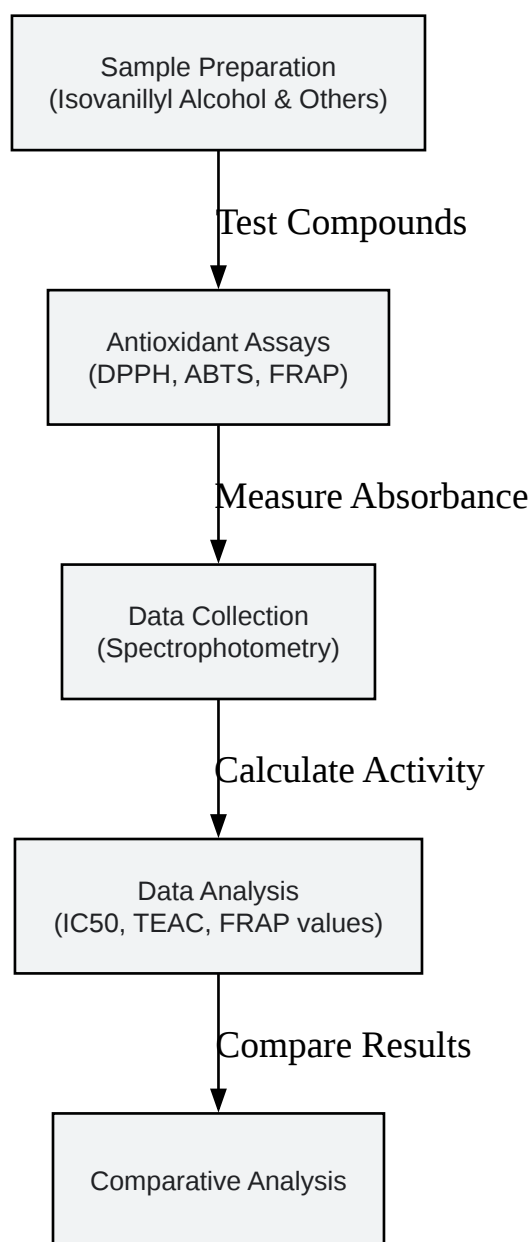 Sample Preparation
(Isovanillyl Alcohol & Others)
Test Compounds
Antioxidant Assays
(DPPH, ABTS, FRAP)
Measure Absorbance
Data Collection
(Spectrophotometry)
Calculate Activity
Data Analysis
(IC50, TEAC, FRAP values)
Compare Results
Comparative Analysis